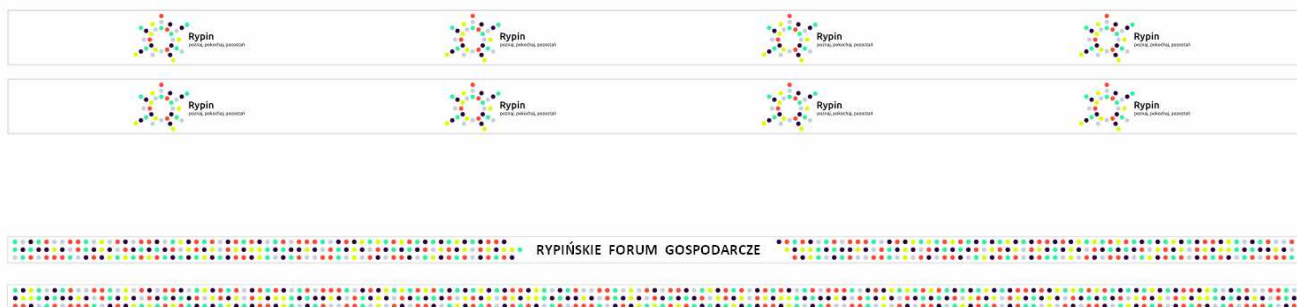 Rypin Rypin Rypin Rypin
poznaj, pokochaj, pozostań poznaj, pokochaj, pozostań poznaj, pokochaj, pozostań poznaj, pokochaj, pozostań
Rypin Rypin Rypin Rypin
poznaj, pokochaj, pozostań poznaj, pokochaj, pozostań poznaj, pokochaj, pozostań poznaj, pokochaj, pozostań
RYPIŃSKIE FORUM GOSPODARCZE